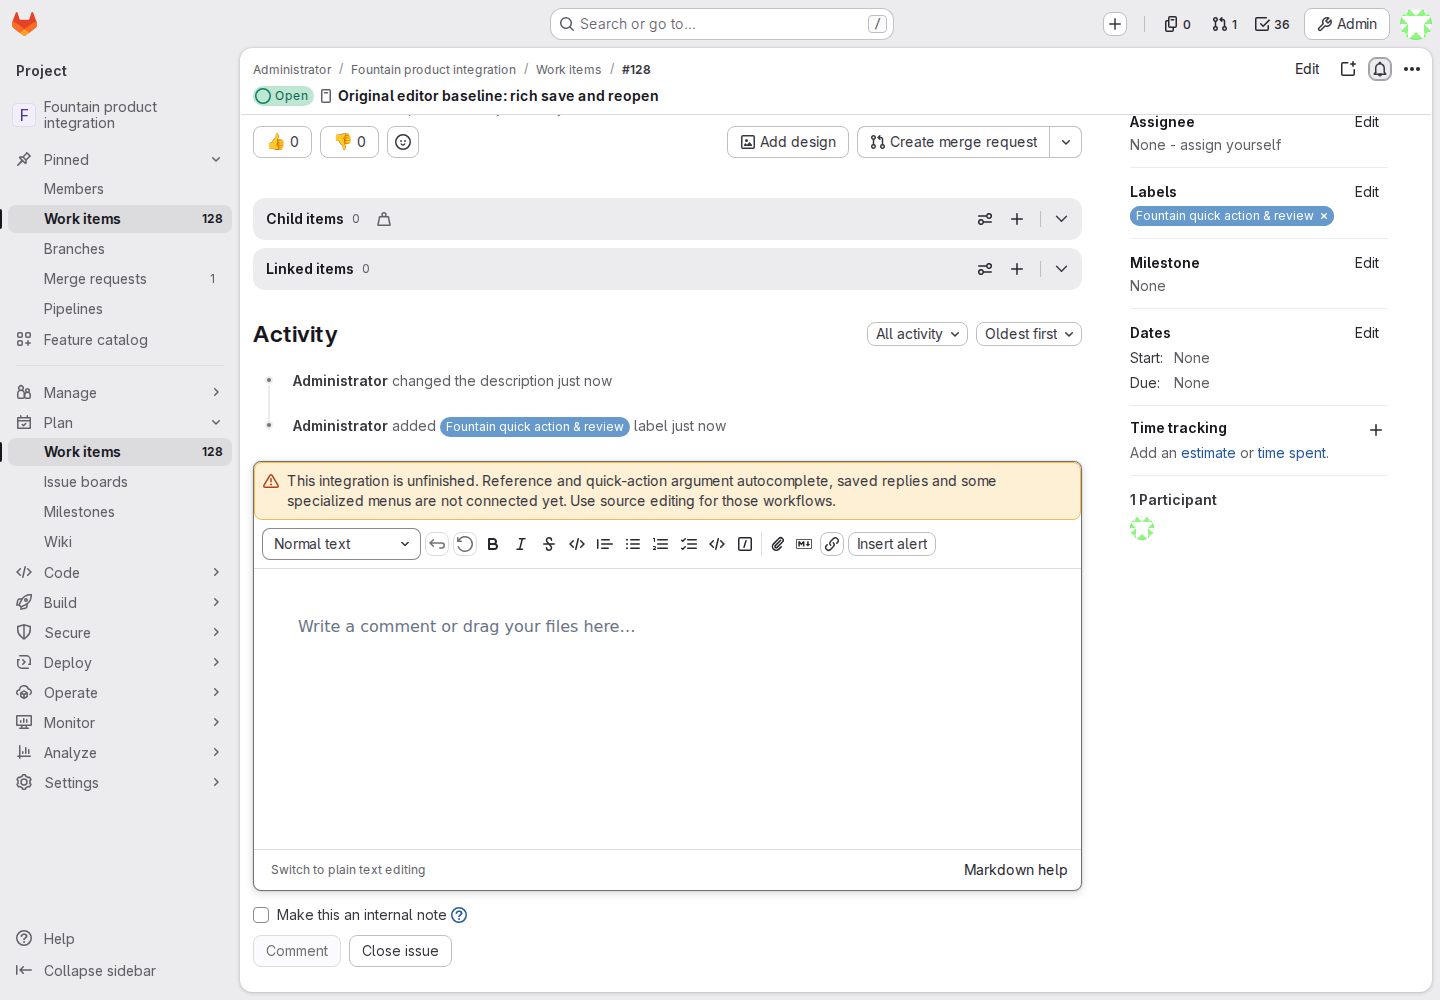 Search or go to...
/
0
1
36
Admin
Project
F
Fountain product
integration
Pinned
Members
Work items
128
Branches
Merge requests
1
Pipelines
Feature catalog
Manage
Plan
Work items
128
Issue boards
Milestones
Wiki
Code
Build
Secure
Deploy
Operate
Monitor
Analyze
Settings
Help
Collapse sidebar
Administrator / Fountain product integration / Work items / #128
Edit
Open
Original editor baseline: rich save and reopen
0
0
Add design
Create merge request
Child items 0
Linked items 0
Activity
All activity
Oldest first
Administrator changed the description just now
Administrator added Fountain quick action & review label just now
This integration is unfinished. Reference and quick-action argument autocomplete, saved replies and some
specialized menus are not connected yet. Use source editing for those workflows.
Normal text
Insert alert
Write a comment or drag your files here…
Switch to plain text editing
Markdown help
Make this an internal note
Comment
Close issue
Assignee
Edit
None - assign yourself
Labels
Edit
Fountain quick action & review ×
Milestone
Edit
None
Dates
Edit
Start: None
Due: None
Time tracking
Add an estimate or time spent.
1 Participant